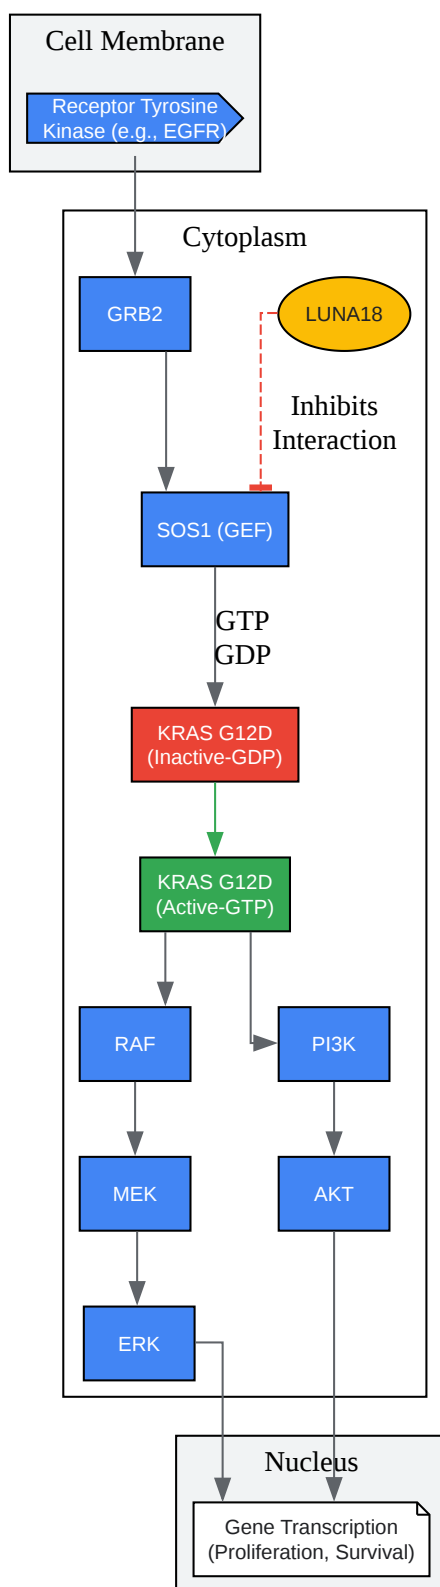 Cell Membrane
Receptor Tyrosine
Kinase (e.g., EGFR)
Cytoplasm
GRB2
LUNA18
Inhibits
Interaction
SOS1 (GEF)
GTP
GDP
KRAS G12D
(Inactive-GDP)
KRAS G12D
(Active-GTP)
RAF
PI3K
MEK
AKT
ERK
Nucleus
Gene Transcription
(Proliferation, Survival)